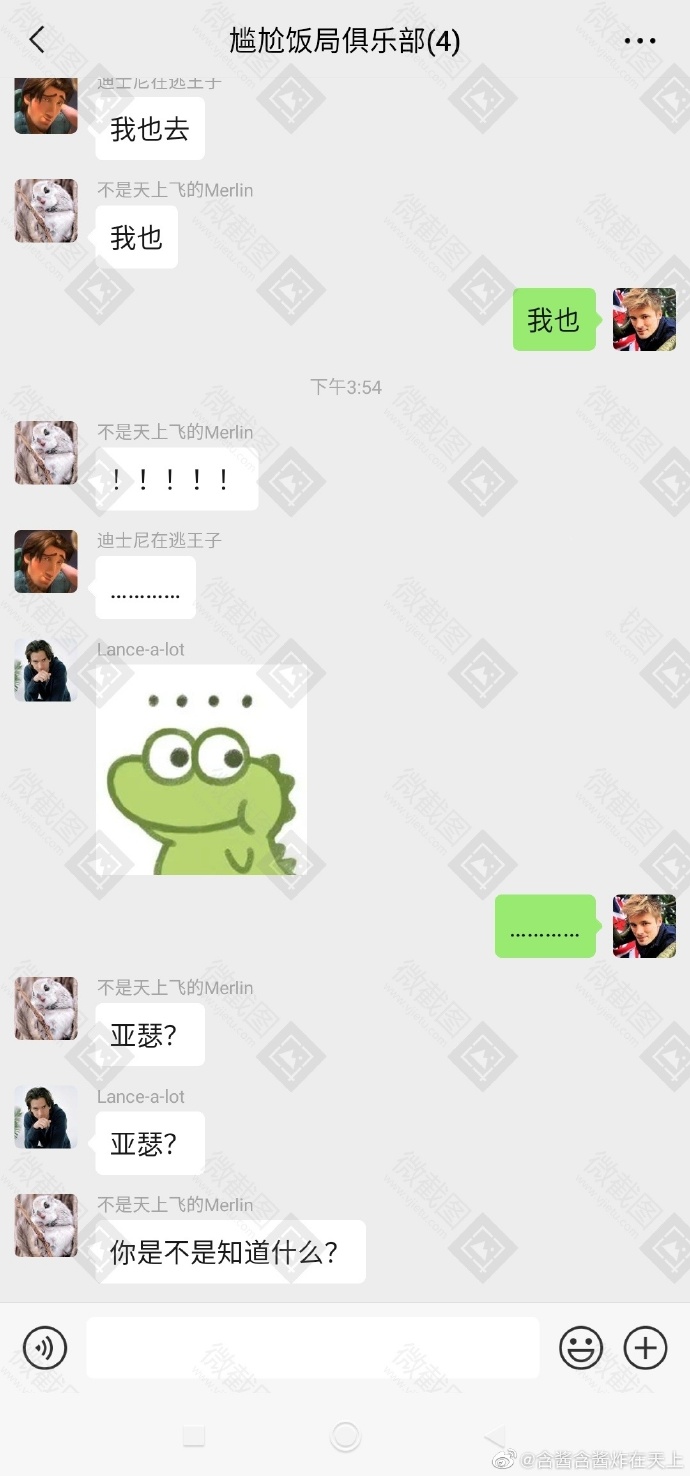 尴尬饭局俱乐部(4)
迪士尼在逃王子
我也去
不是天上飞的Merlin
我也
我也
下午3:54
不是天上飞的Merlin
！！！！！
迪士尼在逃王子
…………
Lance-a-lot
…………
不是天上飞的Merlin
亚瑟？
Lance-a-lot
亚瑟？
不是天上飞的Merlin
你是不是知道什么？
微截图
@含酱含酱炸在天上